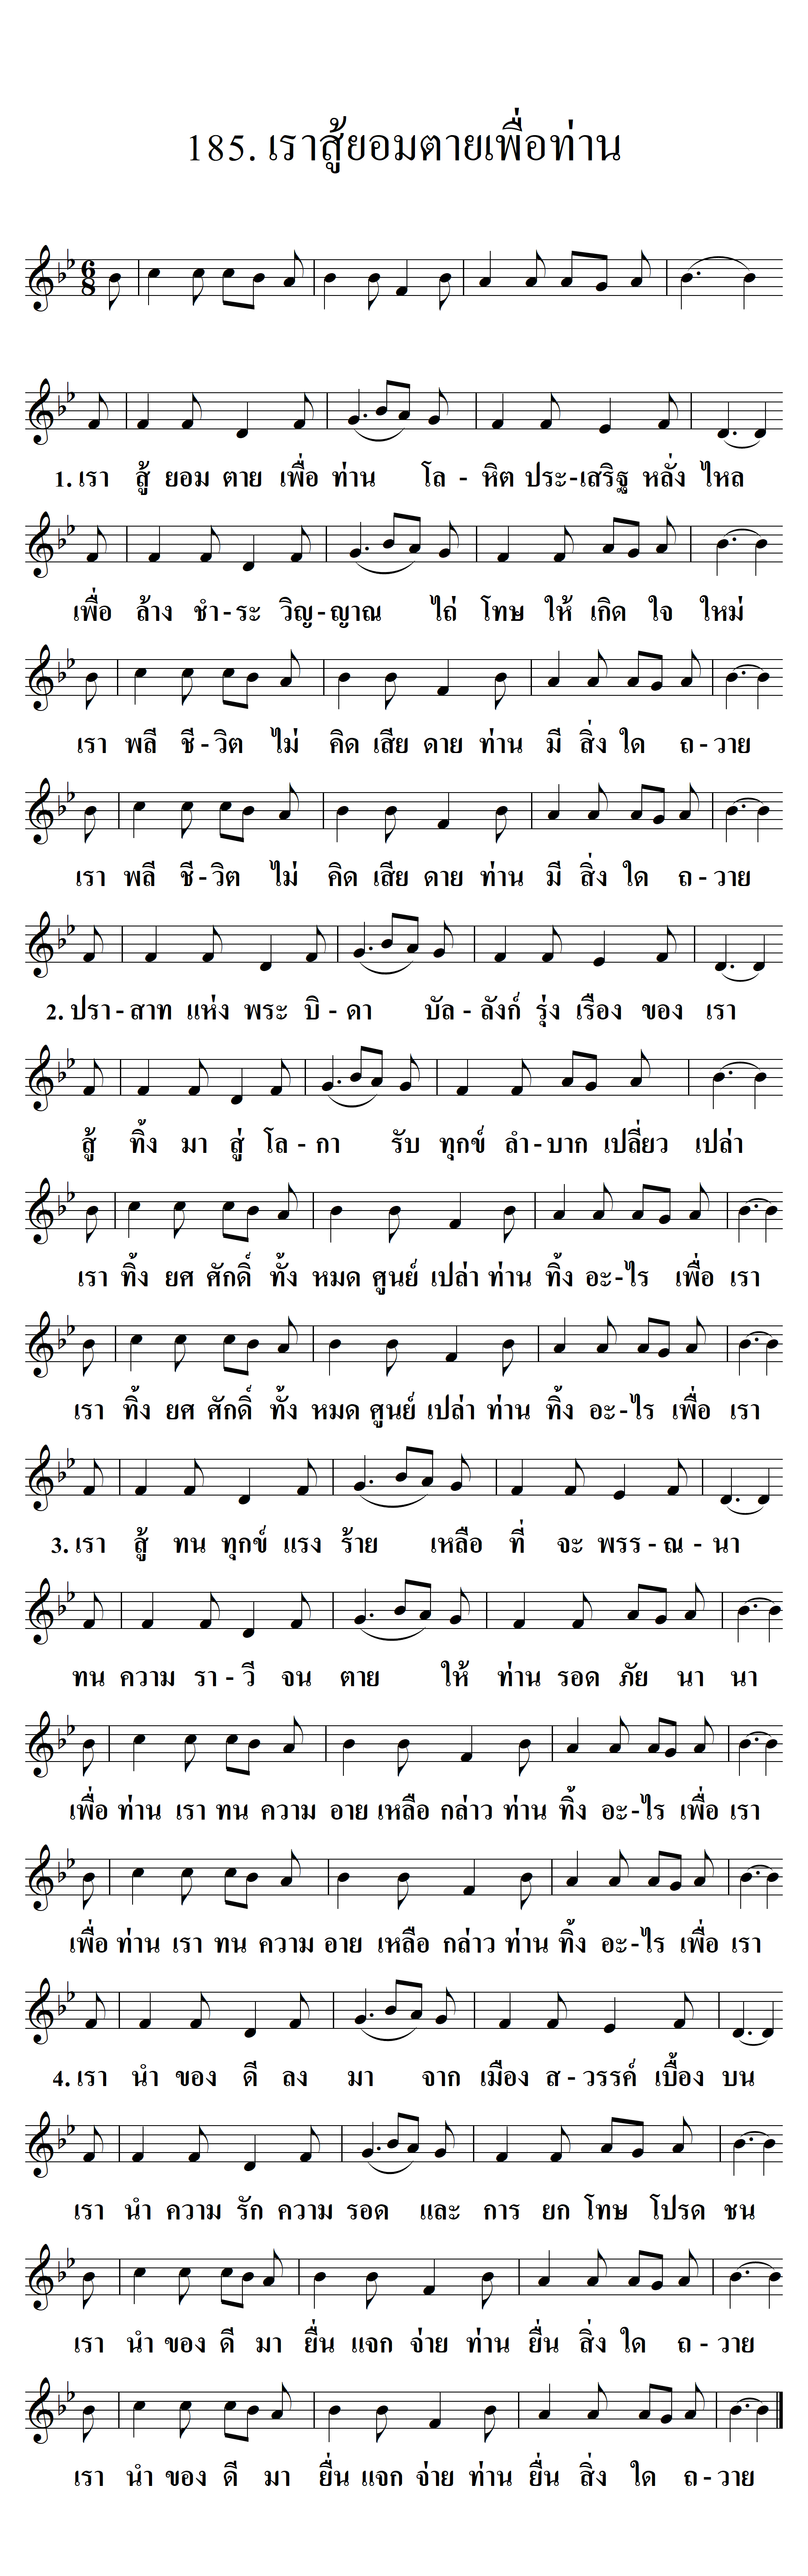 185. เราสู้ยอมตายเพื่อท่าน
6
8
1. เรา สู้ ยอม ตาย เพื่อ ท่าน โล - หิต ประ-เสริฐ หลั่ง ไหล
เพื่อ ล้าง ชำ-ระ วิญ-ญาณ ไถ่ โทษ ให้ เกิด ใจ ใหม่
เรา พลี ชี-วิต ไม่ คิด เสีย ดาย ท่าน มี สิ่ง ใด ถ-วาย
เรา พลี ชี-วิต ไม่ คิด เสีย ดาย ท่าน มี สิ่ง ใด ถ-วาย
2. ปรา-สาท แห่ง พระ บิ-ดา บัล-ลังก์ รุ่ง เรือง ของ เรา
สู้ ทิ้ง มา สู่ โล-กา รับ ทุกข์ ลำ-บาก เปลี่ยว เปล่า
เรา ทิ้ง ยศ ศักดิ์ ทั้ง หมด ศูนย์ เปล่า ท่าน ทิ้ง อะ-ไร เพื่อ เรา
เรา ทิ้ง ยศ ศักดิ์ ทั้ง หมด ศูนย์ เปล่า ท่าน ทิ้ง อะ-ไร เพื่อ เรา
3. เรา สู้ ทน ทุกข์ แรง ร้าย เหลือ ที่ จะ พรร-ณ-นา
ทน ความ รา-วี จน ตาย ให้ ท่าน รอด ภัย นา นา
เพื่อ ท่าน เรา ทน ความ อาย เหลือ กล่าว ท่าน ทิ้ง อะ-ไร เพื่อ เรา
เพื่อ ท่าน เรา ทน ความ อาย เหลือ กล่าว ท่าน ทิ้ง อะ-ไร เพื่อ เรา
4. เรา นำ ของ ดี ลง มา จาก เมือง ส-วรรค์ เบื้อง บน
เรา นำ ความ รัก ความ รอด และ การ ยก โทษ โปรด ชน
เรา นำ ของ ดี มา ยื่น แจก จ่าย ท่าน ยื่น สิ่ง ใด ถ-วาย
เรา นำ ของ ดี มา ยื่น แจก จ่าย ท่าน ยื่น สิ่ง ใด ถ-วาย